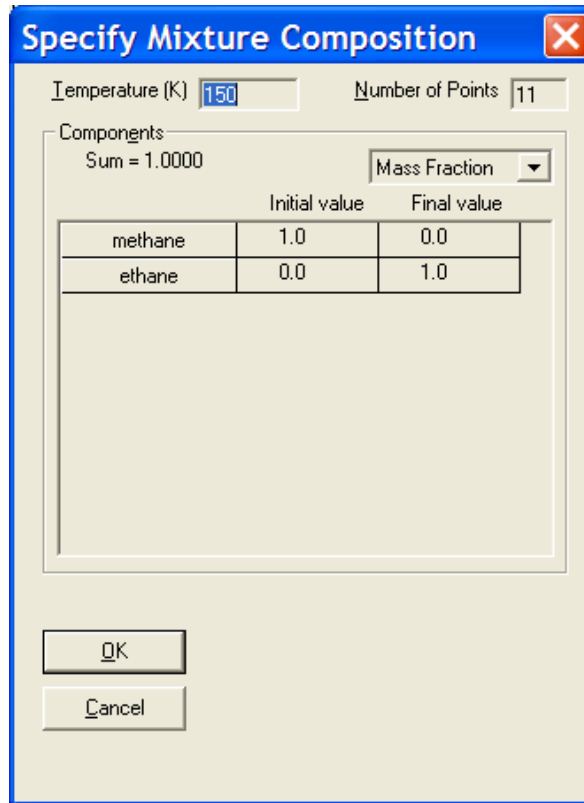 Specify Mixture Composition
Temperature (K) 150 Number of Points 11
Components
Sum = 1.0000 Mass Fraction
Initial value Final value
methane 1.0 0.0
ethane 0.0 1.0
OK
Cancel